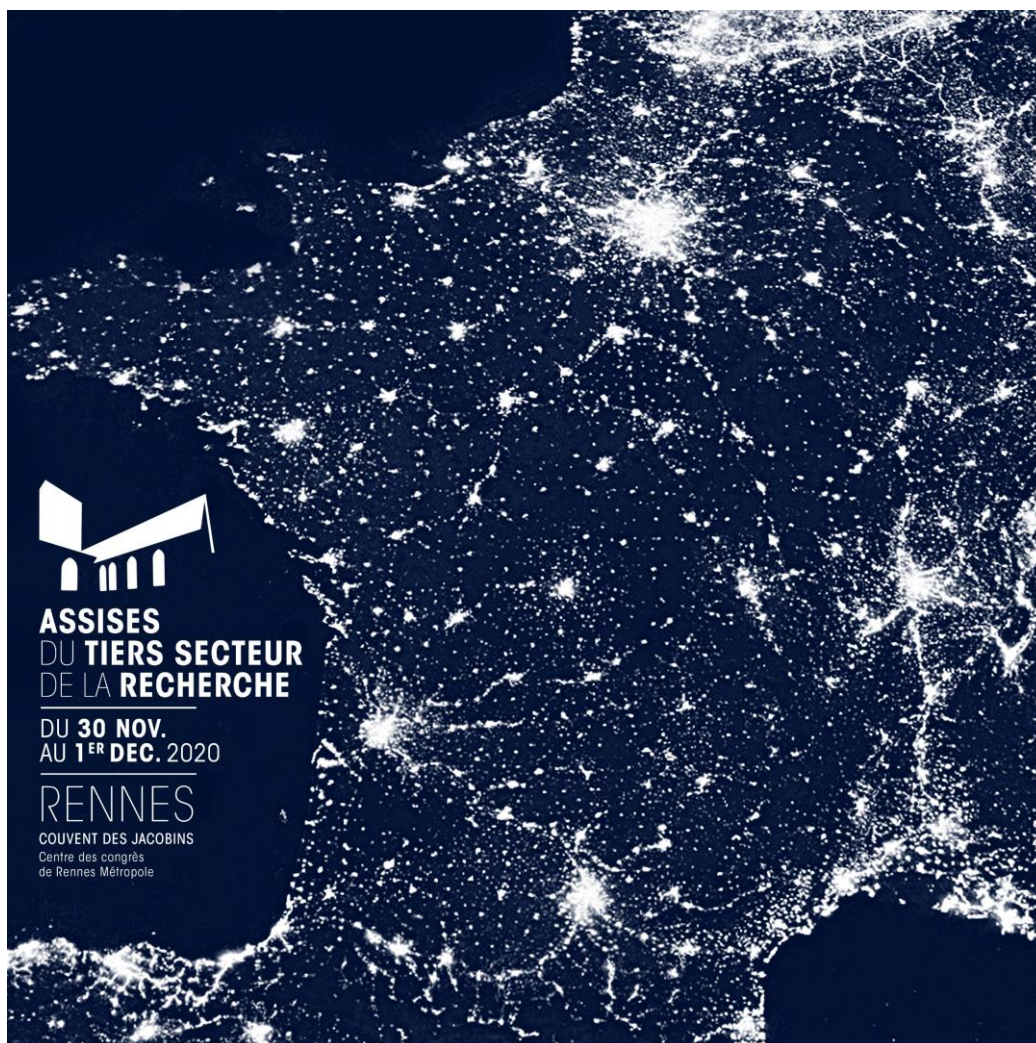 ASSISES
DU TIERS SECTEUR
DE LA RECHERCHE
DU 30 NOV.
AU 1ER DEC. 2020
RENNES
COUVENT DES JACOBINS
Centre des congrès
de Rennes Métropole